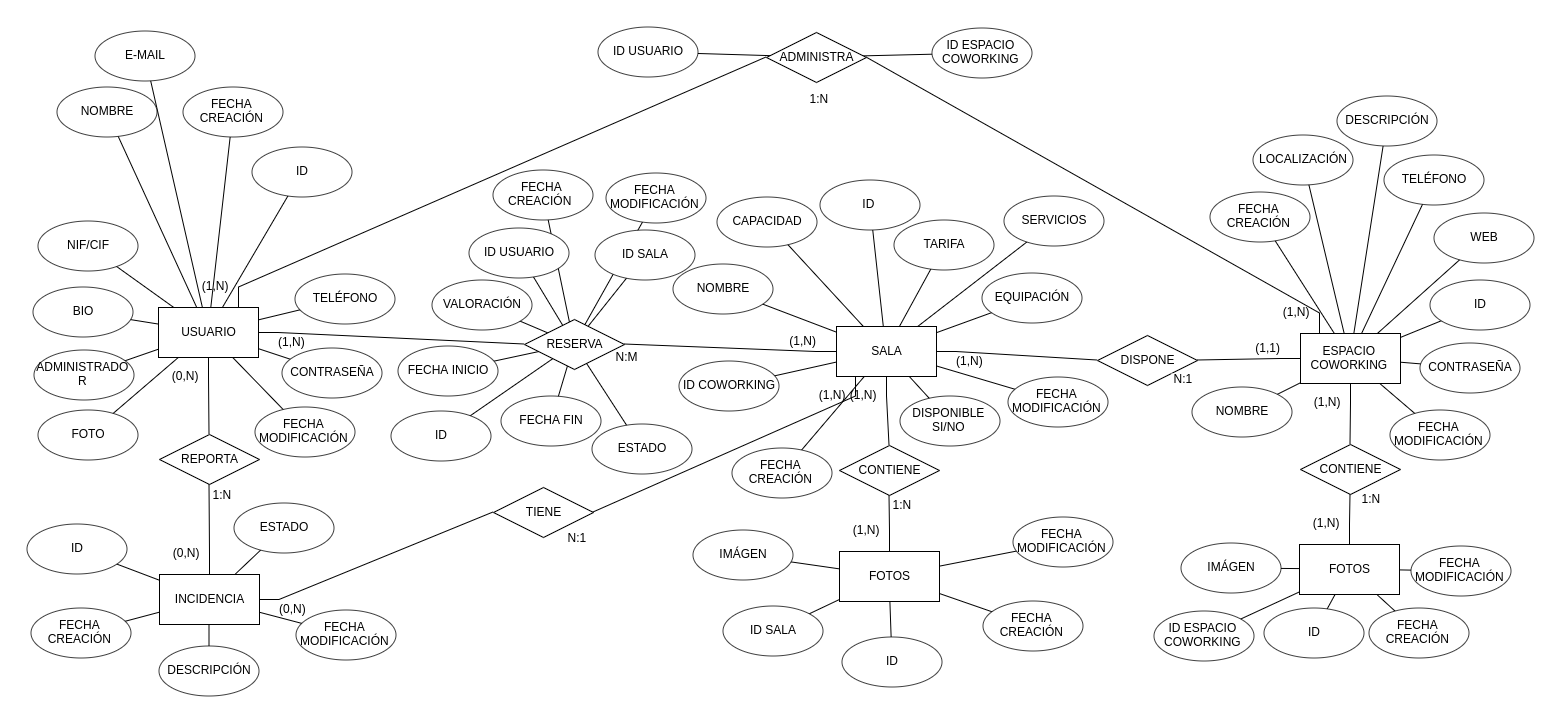 E-MAIL
NOMBRE
FECHA
CREACIÓN
ID
NIF/CIF
BIO
ADMINISTRADO
R
FOTO
USUARIO
(1,N)
TELÉFONO
(1,N)
CONTRASEÑA
(0,N)
FECHA
MODIFICACIÓN
REPORTA
1:N
(0,N)
ID
ESTADO
INCIDENCIA
FECHA
CREACIÓN
DESCRIPCIÓN
(0,N)
FECHA
MODIFICACIÓN
ID USUARIO
ADMINISTRA
1:N
ID ESPACIO
COWORKING
FECHA
CREACIÓN
FECHA
MODIFICACIÓN
ID USUARIO
ID SALA
VALORACIÓN
RESERVA
N:M
FECHA INICIO
ID
FECHA FIN
ESTADO
TIENE
N:1
CAPACIDAD
ID
TARIFA
SERVICIOS
NOMBRE
EQUIPACIÓN
(1,N)
SALA
(1,N)
ID COWORKING
(1,N)
(1,N)
DISPONIBLE
SI/NO
FECHA
MODIFICACIÓN
FECHA
CREACIÓN
CONTIENE
1:N
(1,N)
IMÁGEN
FOTOS
FECHA
MODIFICACIÓN
ID SALA
ID
FECHA
CREACIÓN
DISPONE
N:1
(1,1)
DESCRIPCIÓN
LOCALIZACIÓN
TELÉFONO
FECHA
CREACIÓN
WEB
ID
(1,N)
ESPACIO
COWORKING
CONTRASEÑA
NOMBRE
(1,N)
FECHA
MODIFICACIÓN
CONTIENE
1:N
(1,N)
IMÁGEN
FOTOS
FECHA
MODIFICACIÓN
ID ESPACIO
COWORKING
ID
FECHA
CREACIÓN